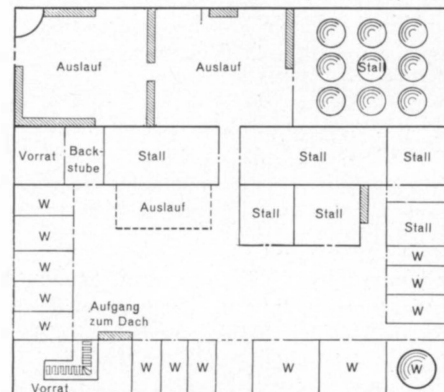 Auslauf
Auslauf
Stall
Vorrat
Back-
stube
Stall
Stall
Stall
W
Auslauf
Stall
Stall
Stall
W
W
W
W
W
Aufgang
zum Dach
W
W
W
W
W
W
W
W
Vorrat